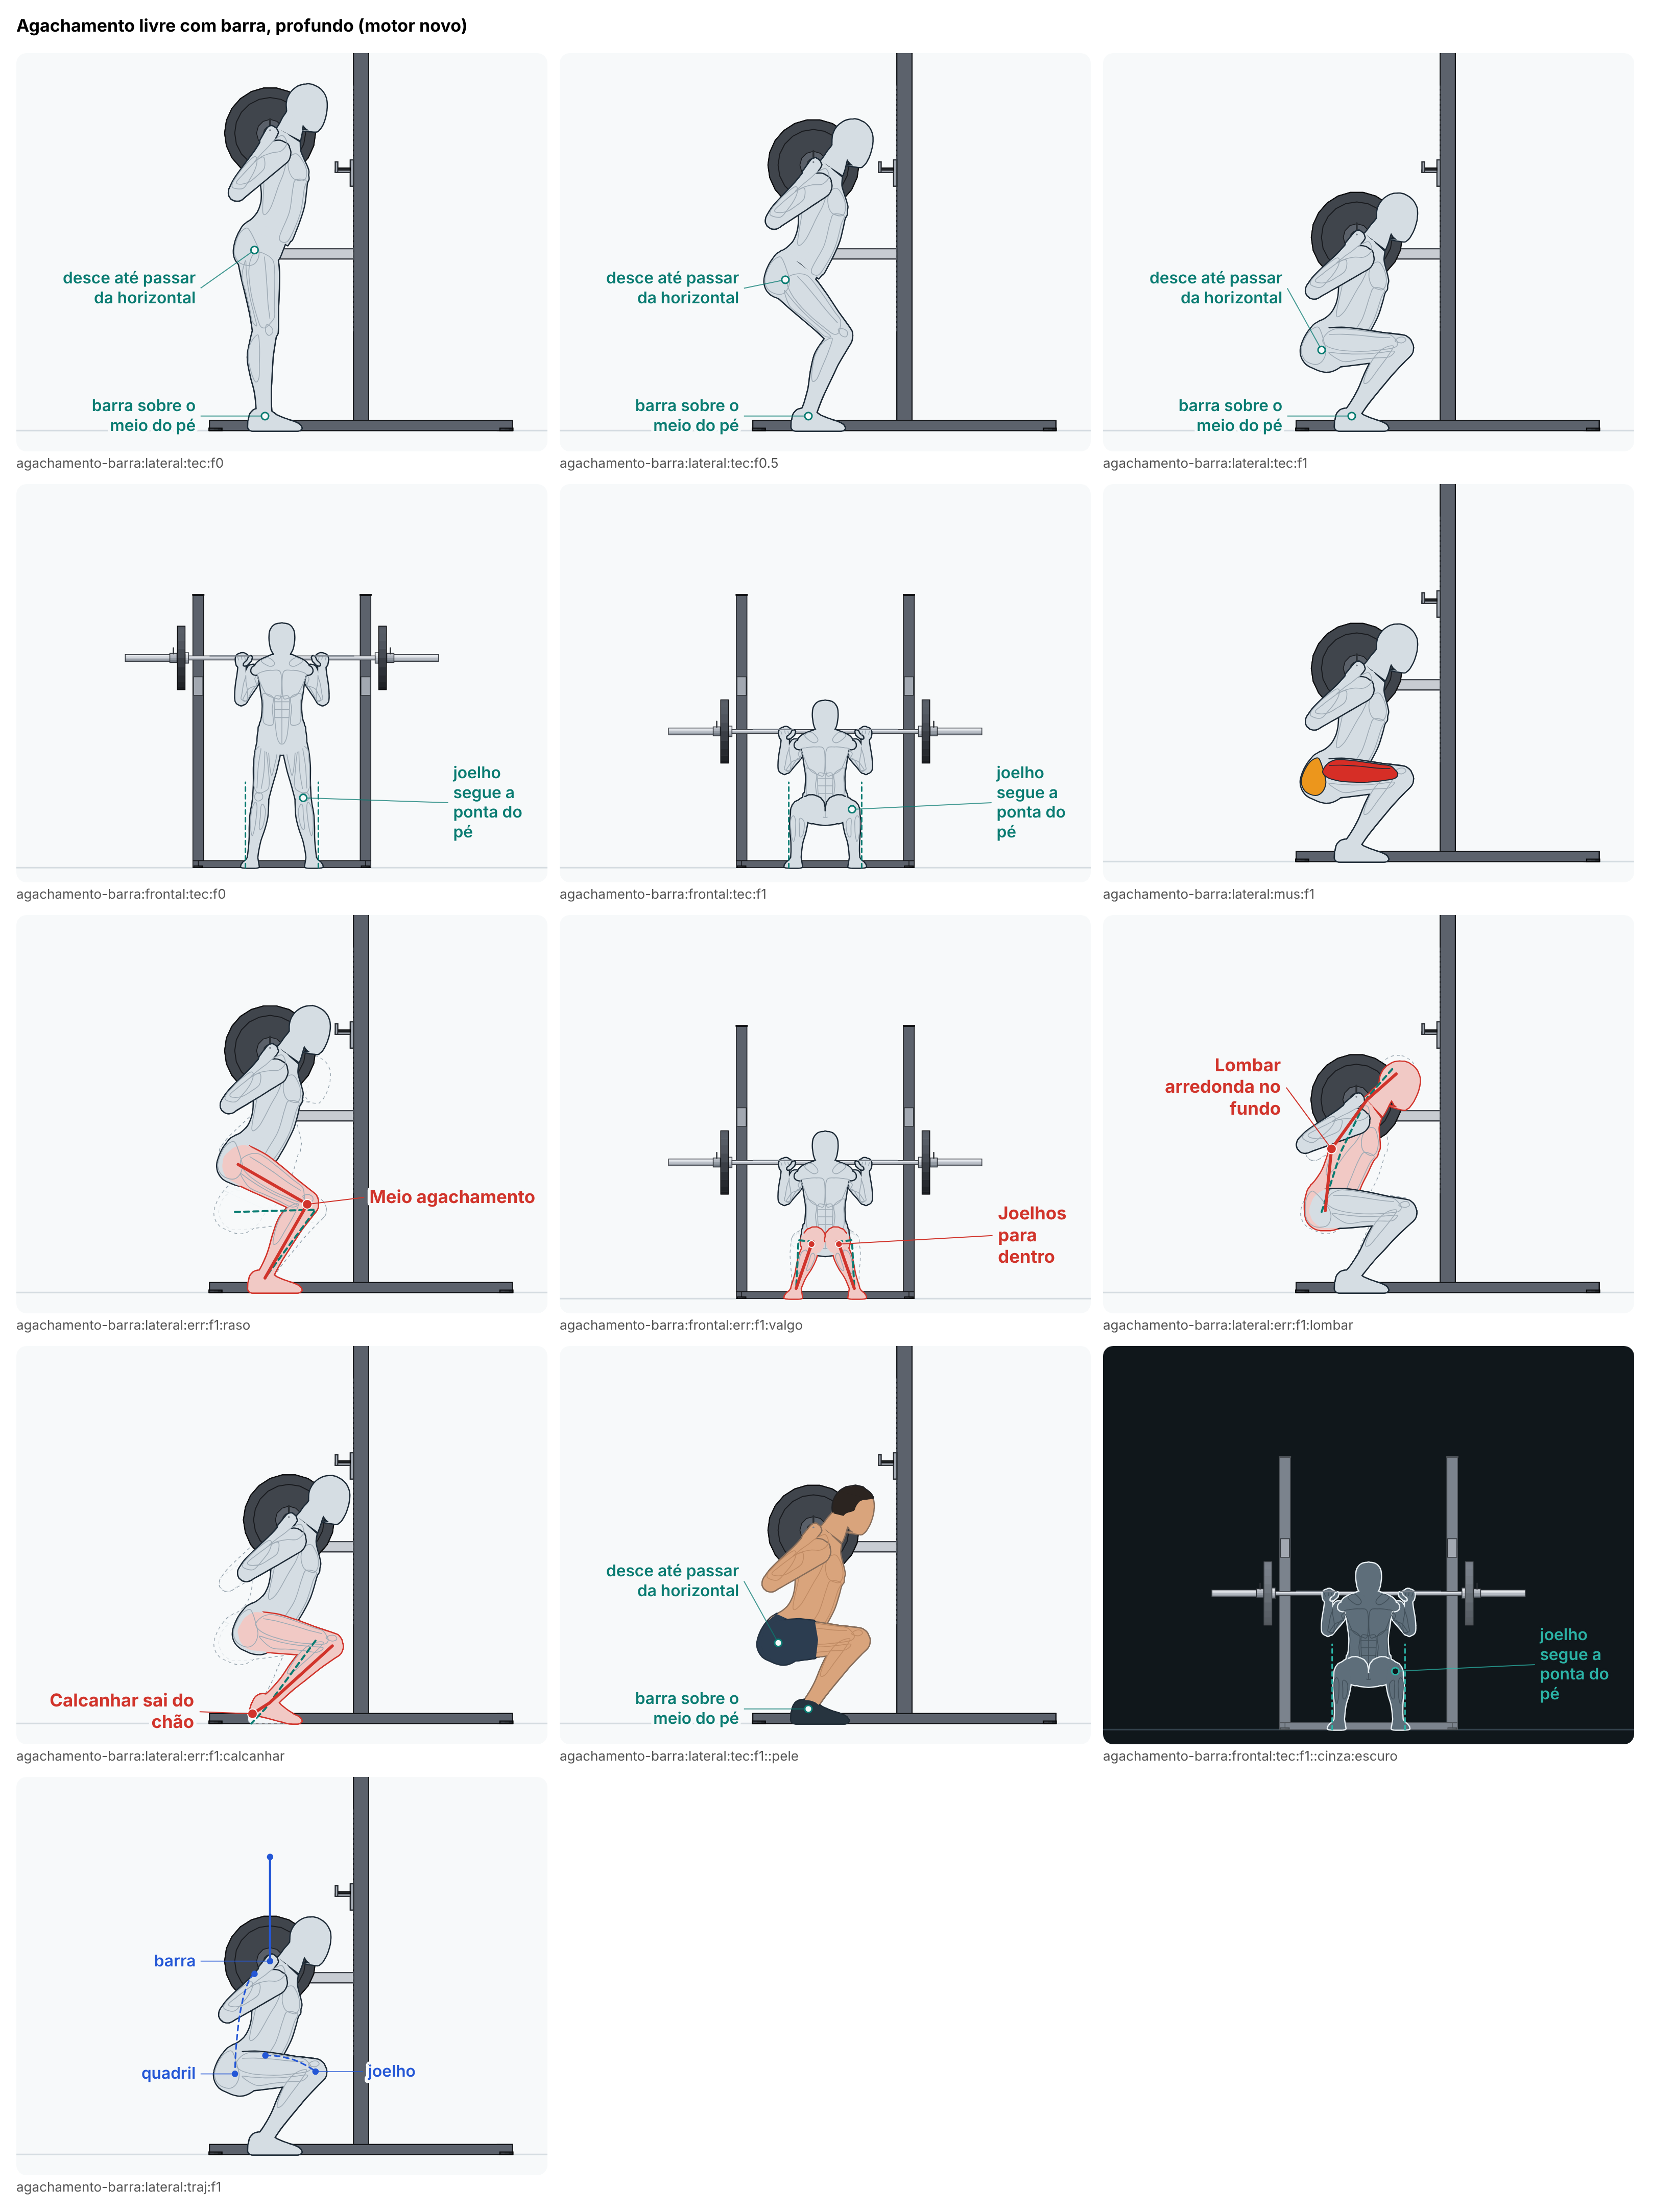 Agachamento livre com barra, profundo (motor novo)
desce até passar
da horizontal
barra sobre o
meio do pé
agachamento-barra:lateral:tec:f0
desce até passar
da horizontal
barra sobre o
meio do pé
agachamento-barra:lateral:tec:f0.5
desce até passar
da horizontal
barra sobre o
meio do pé
agachamento-barra:lateral:tec:f1
joelho
segue a
ponta do
pé
agachamento-barra:frontal:tec:f0
joelho
segue a
ponta do
pé
agachamento-barra:frontal:tec:f1
agachamento-barra:lateral:mus:f1
Meio agachamento
agachamento-barra:lateral:err:f1:raso
Joelhos
para
dentro
agachamento-barra:frontal:err:f1:valgo
Lombar
arredonda no
fundo
agachamento-barra:lateral:err:f1:lombar
Calcanhar sai do
chão
agachamento-barra:lateral:err:f1:calcanhar
desce até passar
da horizontal
barra sobre o
meio do pé
agachamento-barra:lateral:tec:f1::pele
joelho
segue a
ponta do
pé
agachamento-barra:frontal:tec:f1::cinza:escuro
barra
quadril
joelho
agachamento-barra:lateral:traj:f1